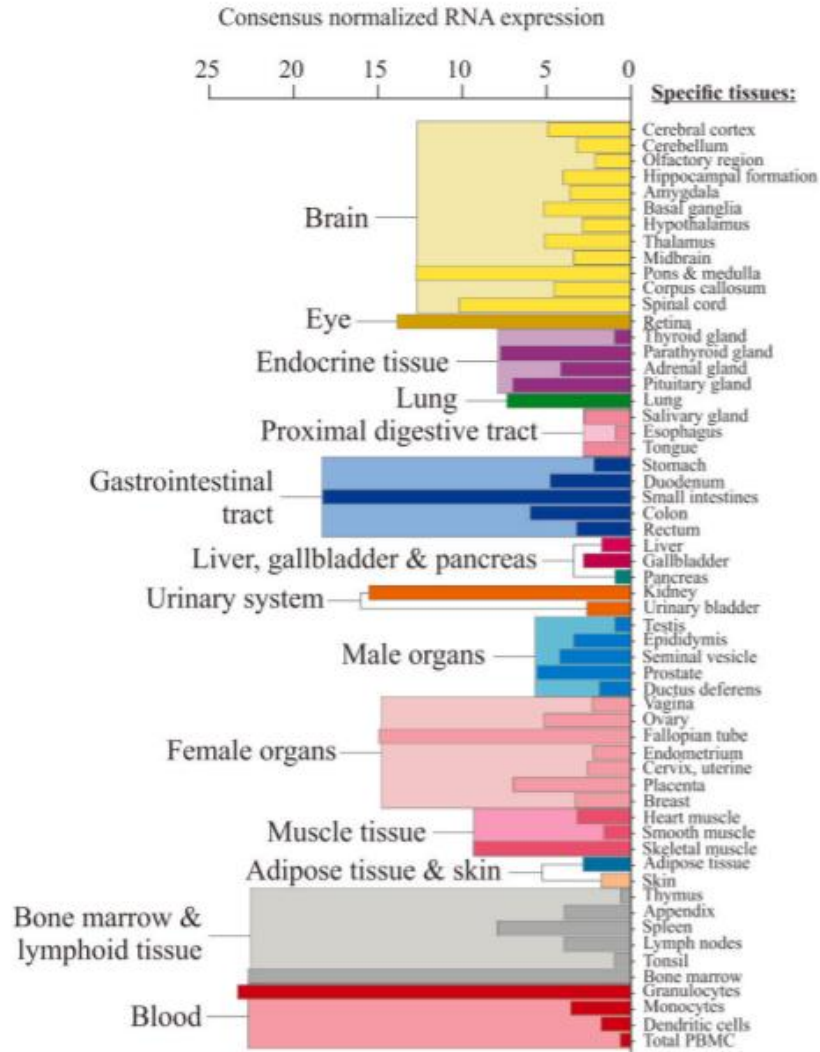 Consensus normalized RNA expression
25 20 15 10 5 0
Specific tissues:
Cerebral cortex
Cerebellum
Olfactory region
Hippocampal formation
Amygdala
Basal ganglia
Brain
Hypothalamus
Thalamus
Midbrain
Pons & medulla
Corpus callosum
Spinal cord
Eye
Retina
Thyroid gland
Endocrine tissue
Parathyroid gland
Adrenal gland
Pituitary gland
Lung
Lung
Salivary gland
Proximal digestive tract
Esophagus
Tongue
Stomach
Gastrointestinal
tract
Duodenum
Small intestines
Colon
Rectum
Liver
Liver, gallbladder & pancreas
Gallbladder
Pancreas
Urinary system
Kidney
Urinary bladder
Testis
Epididymis
Male organs
Seminal vesicle
Prostate
Ductus deferens
Vagina
Ovary
Fallopian tube
Female organs
Endometrium
Cervix, uterine
Placenta
Breast
Heart muscle
Muscle tissue
Smooth muscle
Skeletal muscle
Adipose tissue & skin
Adipose tissue
Skin
Thymus
Bone marrow &
lymphoid tissue
Appendix
Spleen
Lymph nodes
Tonsil
Bone marrow
Granulocytes
Blood
Monocytes
Dendritic cells
Total PBMC